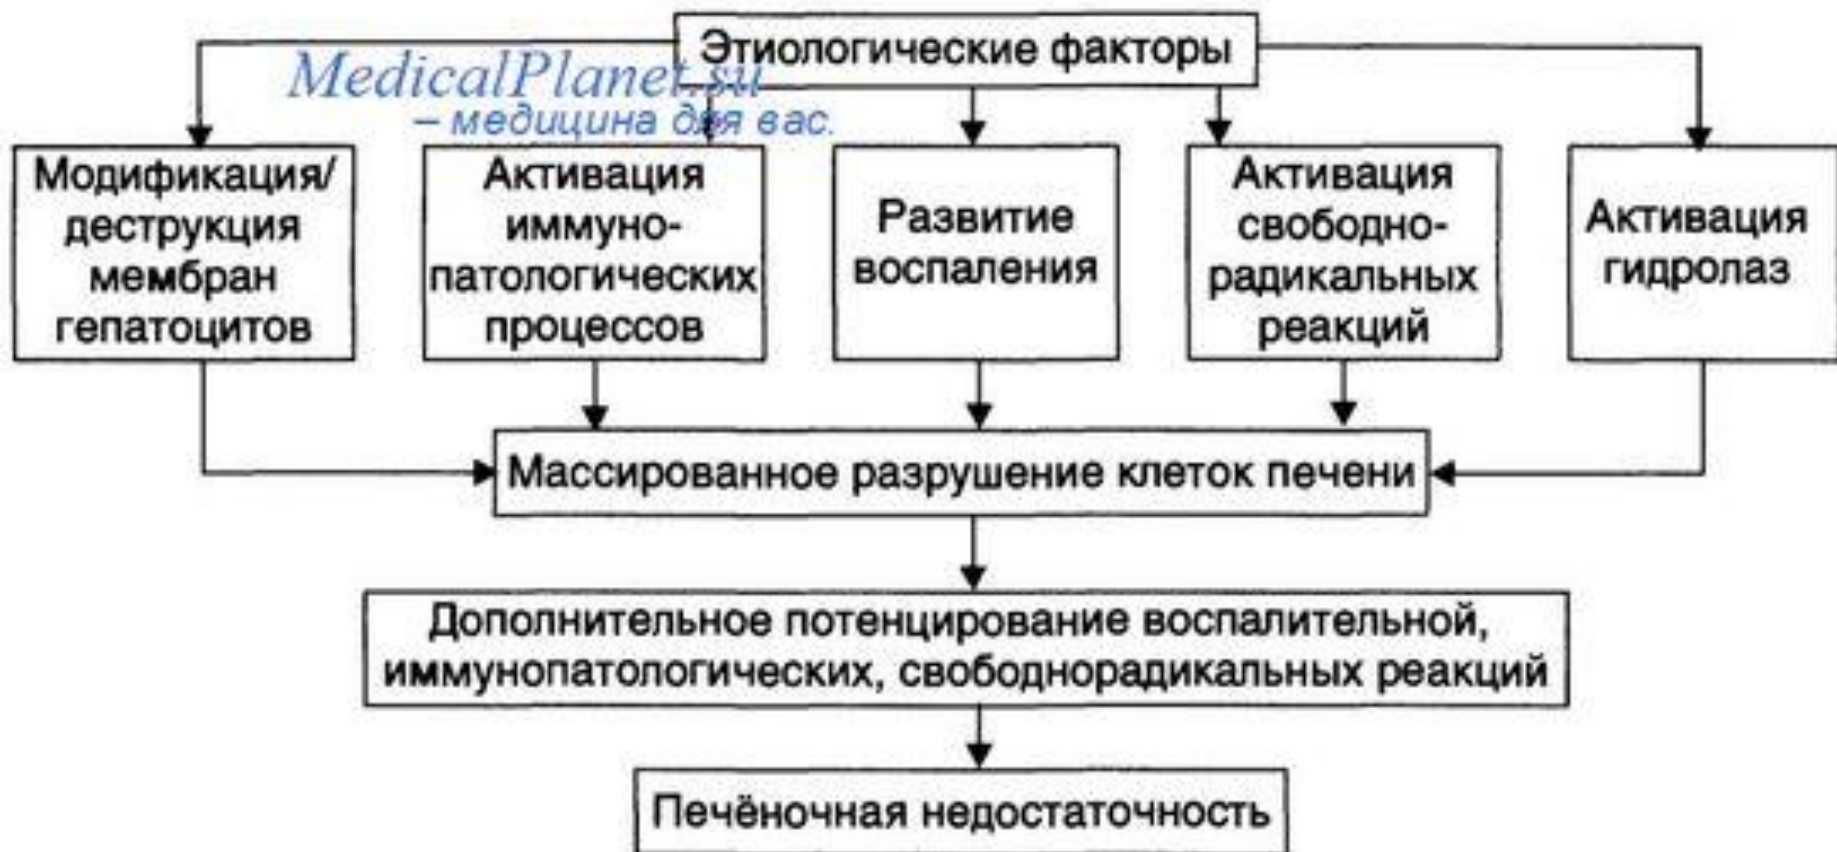 Этиологические факторы
MedicalPlanet.su
– медицина для вас.
Модификация/
деструкция
мембран
гепатоцитов
Активация
иммуно-
патологических
процессов
Развитие
воспаления
Активация
свободно-
радикальных
реакций
Активация
гидролаз
Массированное разрушение клеток печени
Дополнительное потенцирование воспалительной,
иммунопатологических, свободнорадикальных реакций
Печёночная недостаточность